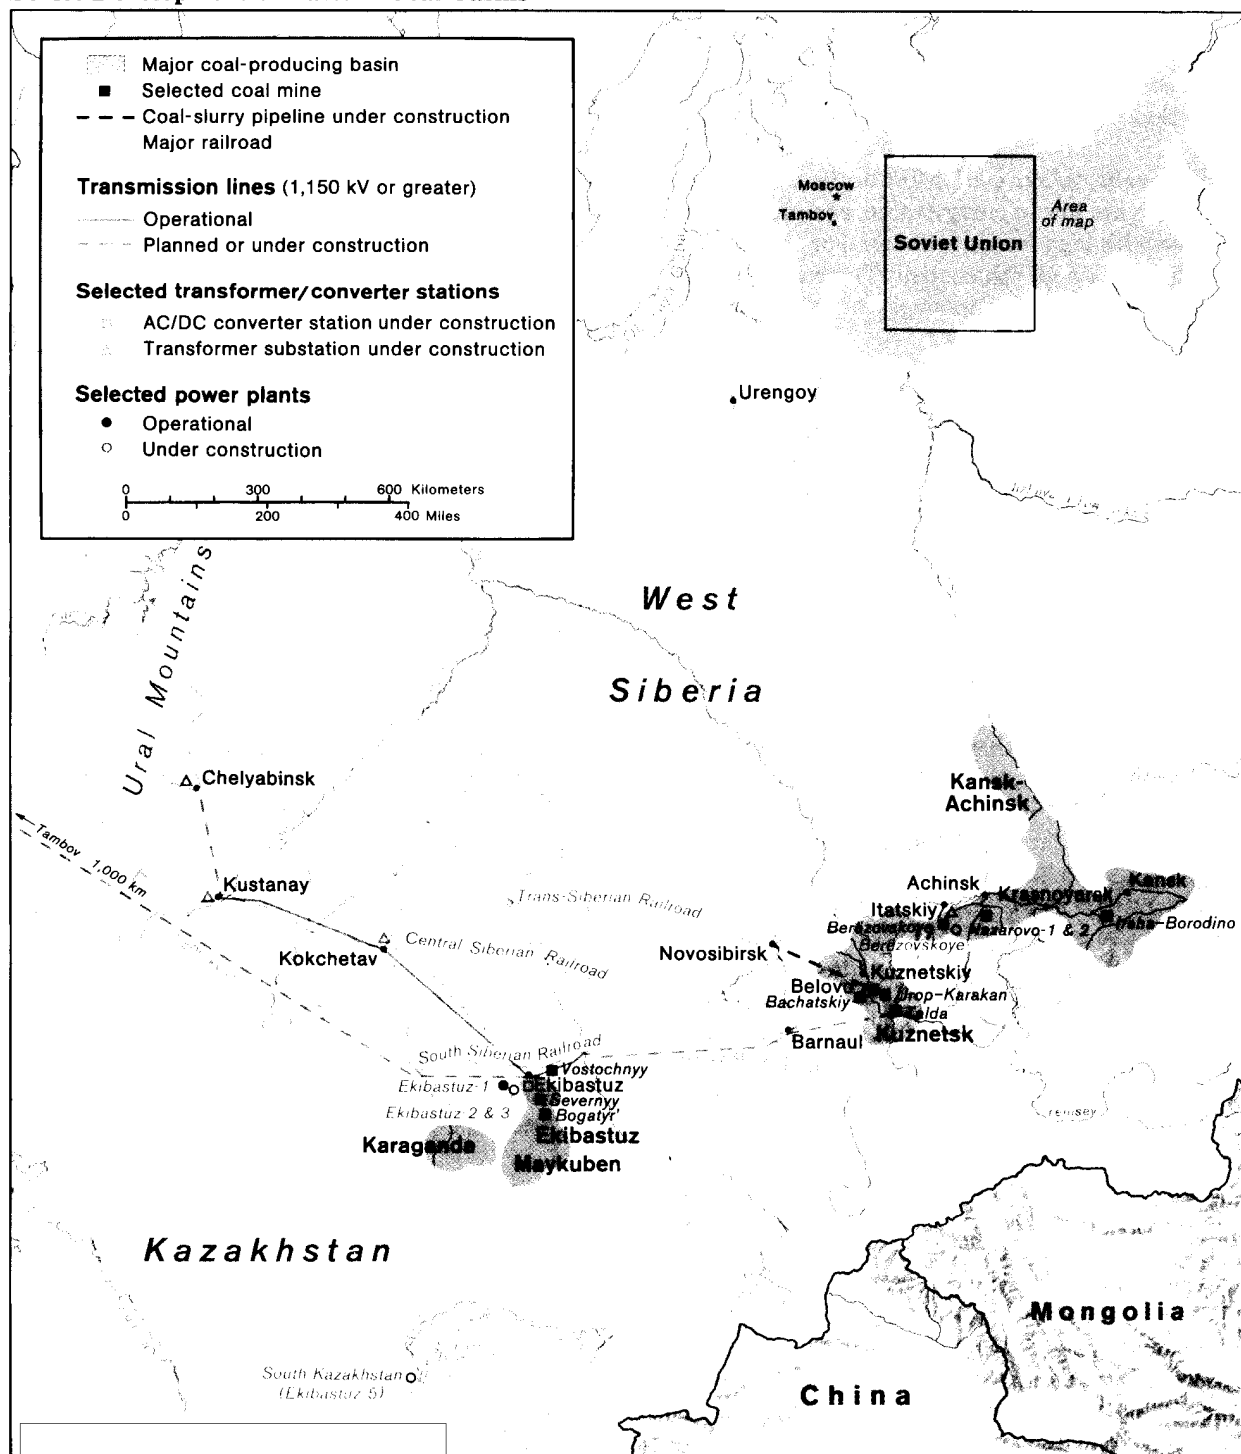 Major coal-producing basin
Selected coal mine
Coal-slurry pipeline under construction
Major railroad
Transmission lines (1,150 kV or greater)
Operational
Planned or under construction
Selected transformer/converter stations
AC/DC converter station under construction
Transformer substation under construction
Selected power plants
Operational
Under construction
0 300 600 Kilometers
0 200 400 Miles
Moscow
Tambov
Soviet Union
Area
of map
Urengoy
West
Siberia
Ural Mountains
Chelyabinsk
Tambov 1,000 km
Kustanay
Kokchetav
Trans-Siberian Railroad
Central Siberian Railroad
South Siberian Railroad
Kansk-
Achinsk
Achinsk
Krasnoyarsk
Kansk
Itatskiy
Berezovskoye
Nazarovo-1 & 2
Irsha-Borodino
Berezovskoye
Novosibirsk
Kuznetskiy
Belovo
Urop-Karakan
Bachatskiy
Talda
Kuznetsk
Barnaul
Vostochnyy
Ekibastuz-1
Ekibastuz
Severnyy
Ekibastuz 2 & 3
Bogatyr'
Ekibastuz
Karaganda
Maykuben
Kazakhstan
South Kazakhstan
(Ekibastuz 5)
Mongolia
China